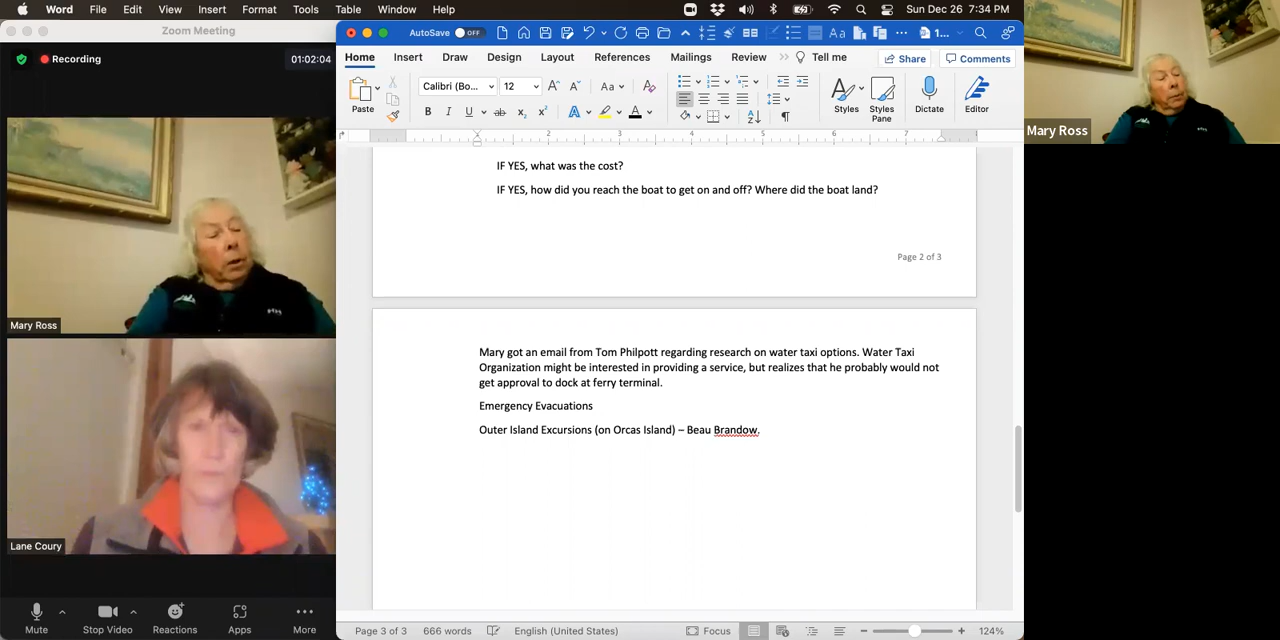 Word File Edit View Insert Format Tools Table Window Help Sun Dec 26 7:34 PM
Zoom Meeting
Recording 01:02:04
AutoSave OFF 1...
Home Insert Draw Design Layout References Mailings Review Tell me Share Comments
Paste Calibri (Bo... 12 Styles Styles Pane Dictate Editor
2 3 4 5 6 7
IF YES, what was the cost?
IF YES, how did you reach the boat to get on and off? Where did the boat land?
Page 2 of 3
Mary got an email from Tom Philpott regarding research on water taxi options. Water Taxi
Organization might be interested in providing a service, but realizes that he probably would not
get approval to dock at ferry terminal.
Emergency Evacuations
Outer Island Excursions (on Orcas Island) – Beau Brandow.
Mary Ross
Lane Coury
Mary Ross
Mute Stop Video Reactions Apps More
Page 3 of 3 666 words English (United States) Focus 124%